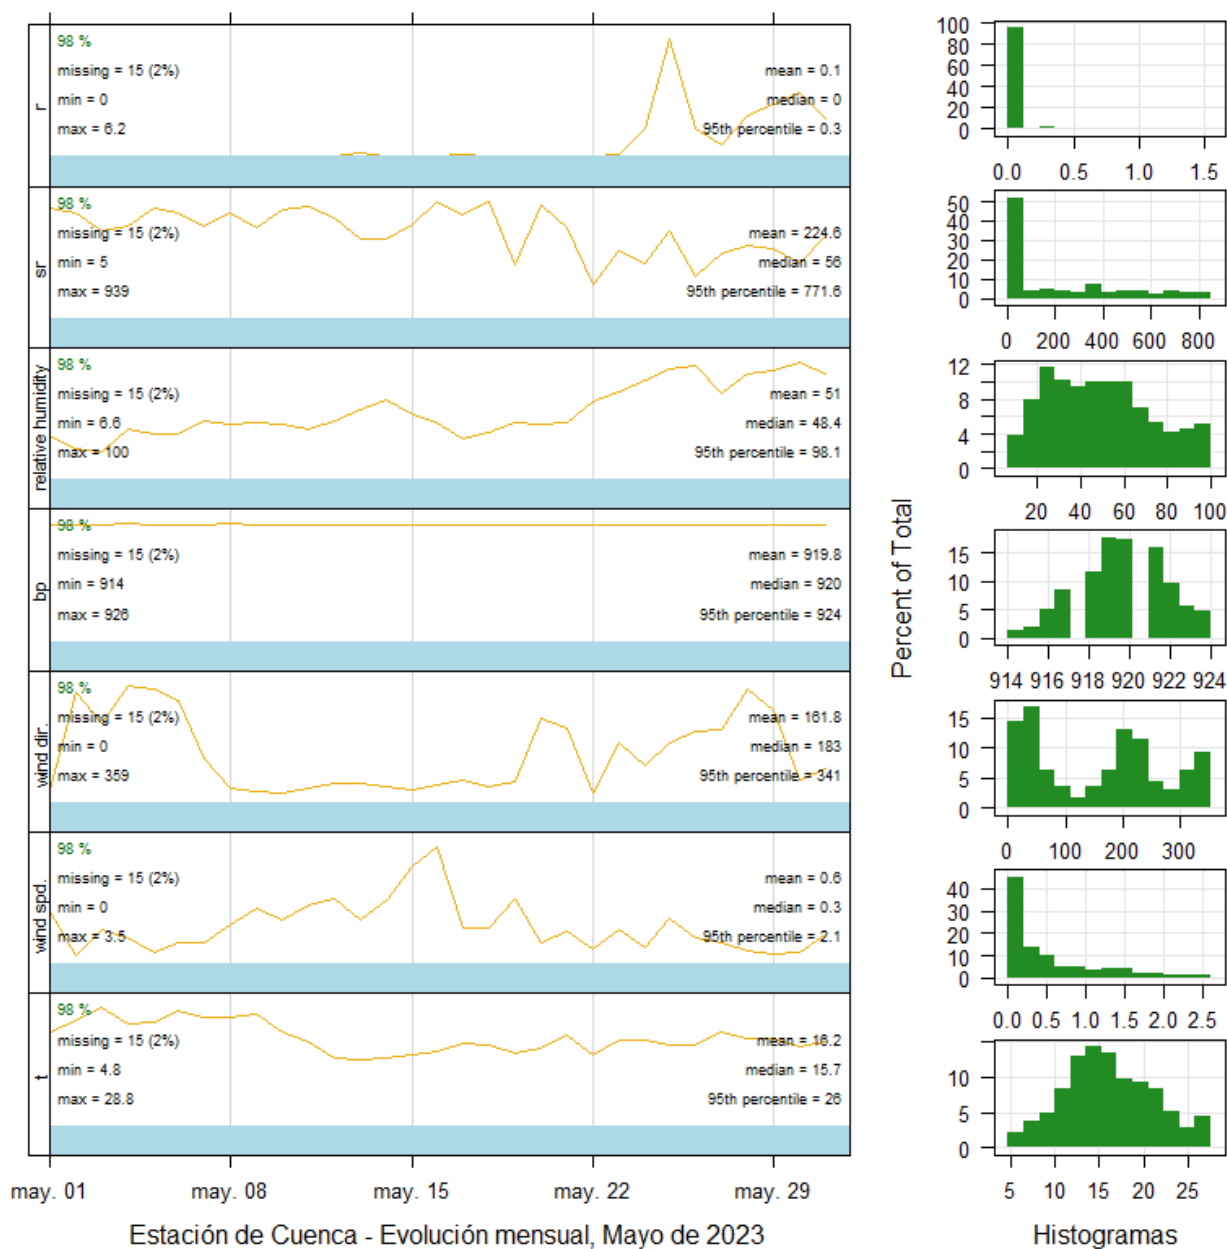 r
98 %
missing = 15 (2%)
min = 0
max = 6.2
mean = 0.1
median = 0
95th percentile = 0.3
sr
98 %
missing = 15 (2%)
min = 5
max = 939
mean = 224.6
median = 56
95th percentile = 771.6
relative humidity
98 %
missing = 15 (2%)
min = 6.6
max = 100
mean = 51
median = 48.4
95th percentile = 98.1
bp
98 %
missing = 15 (2%)
min = 914
max = 926
mean = 919.8
median = 920
95th percentile = 924
wind dir.
98 %
missing = 15 (2%)
min = 0
max = 359
mean = 161.8
median = 183
95th percentile = 341
wind spd.
98 %
missing = 15 (2%)
min = 0
max = 3.5
mean = 0.6
median = 0.3
95th percentile = 2.1
t
98 %
missing = 15 (2%)
min = 4.8
max = 28.8
mean = 16.2
median = 15.7
95th percentile = 26
may. 01 may. 08 may. 15 may. 22 may. 29
Estación de Cuenca - Evolución mensual, Mayo de 2023
Percent of Total
100
80
60
40
20
0
0.0 0.5 1.0 1.5
50
40
30
20
10
0
0 200 400 600 800
12
8
4
0
20 40 60 80 100
15
10
5
0
914 916 918 920 922 924
15
10
5
0
0 100 200 300
40
30
20
10
0
0.0 0.5 1.0 1.5 2.0 2.5
10
5
0
5 10 15 20 25
Histogramas